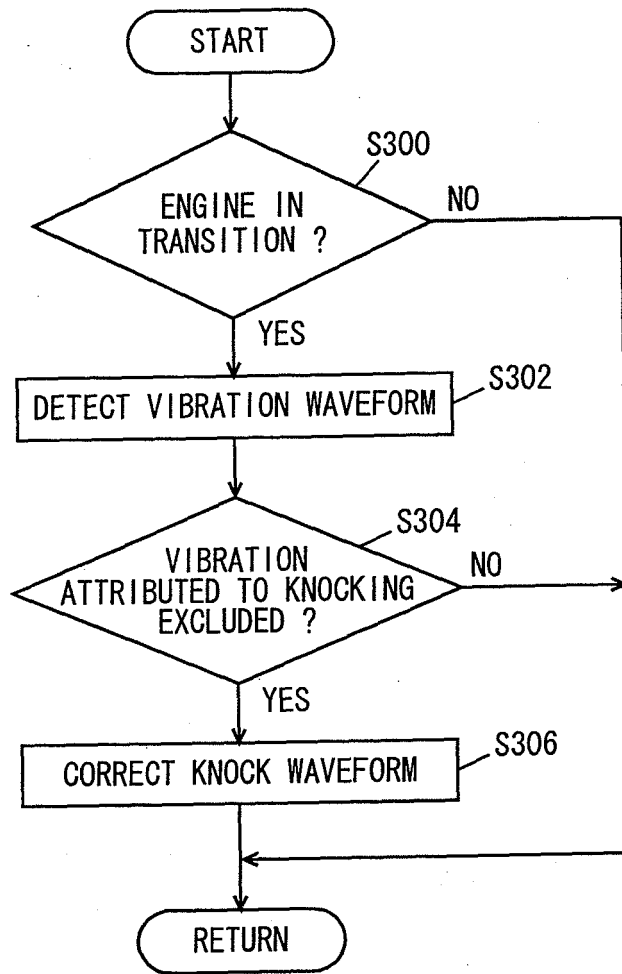 START
S300
ENGINE IN
TRANSITION ?
NO
YES
DETECT VIBRATION WAVEFORM
S302
S304
VIBRATION
ATTRIBUTED TO KNOCKING
EXCLUDED ?
NO
YES
CORRECT KNOCK WAVEFORM
S306
RETURN